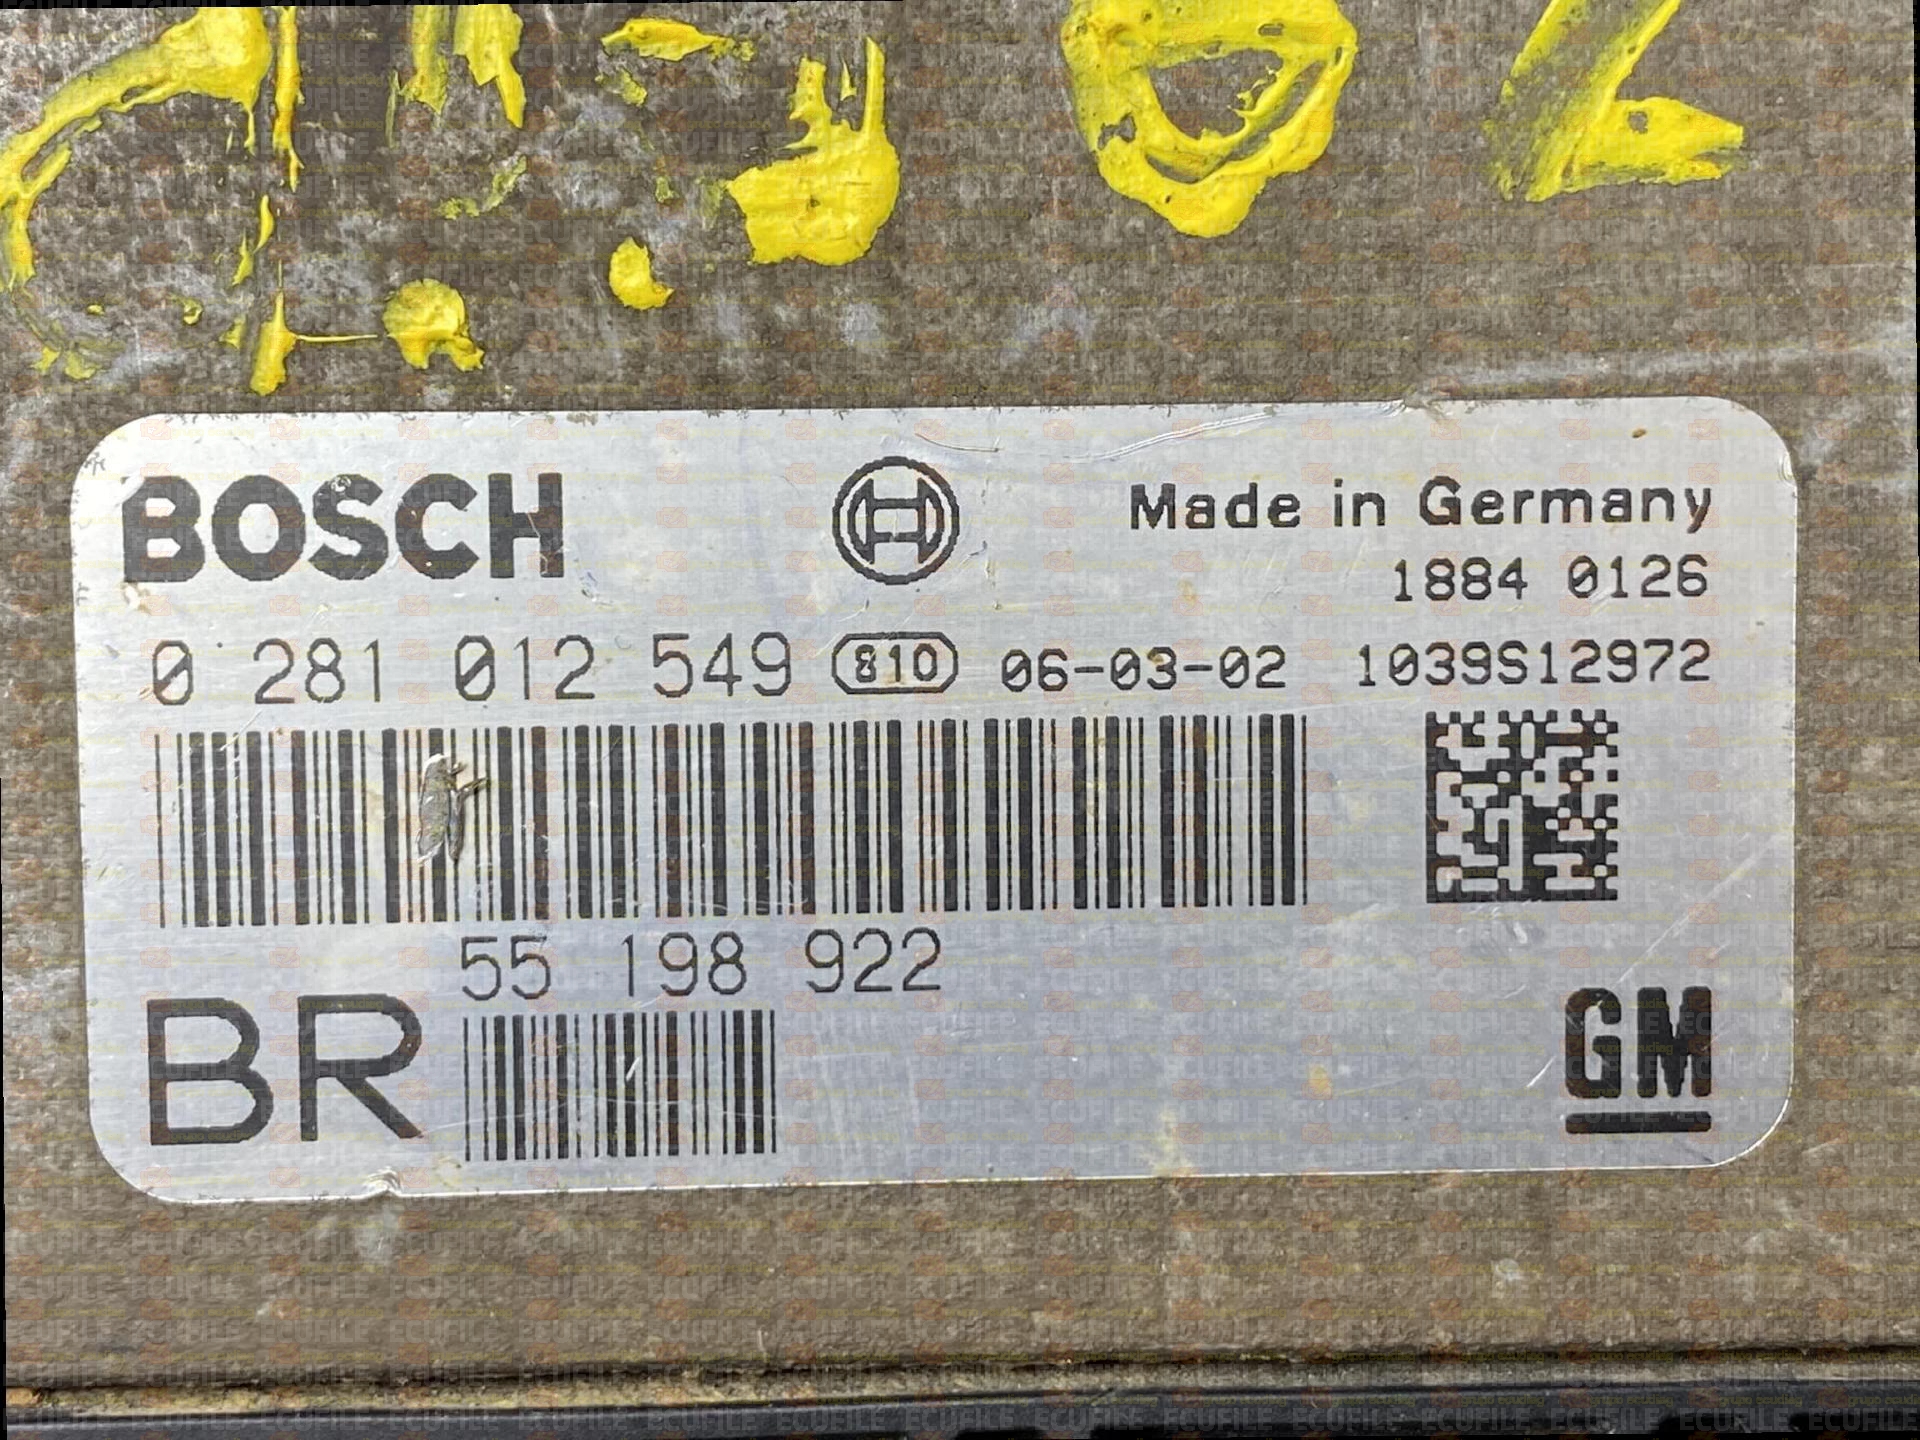 BOSCH
Made in Germany
1884 0126
0 281 012 549 810 06-03-02 1039S12972
55 198 922
BR
GM
ECUFILE